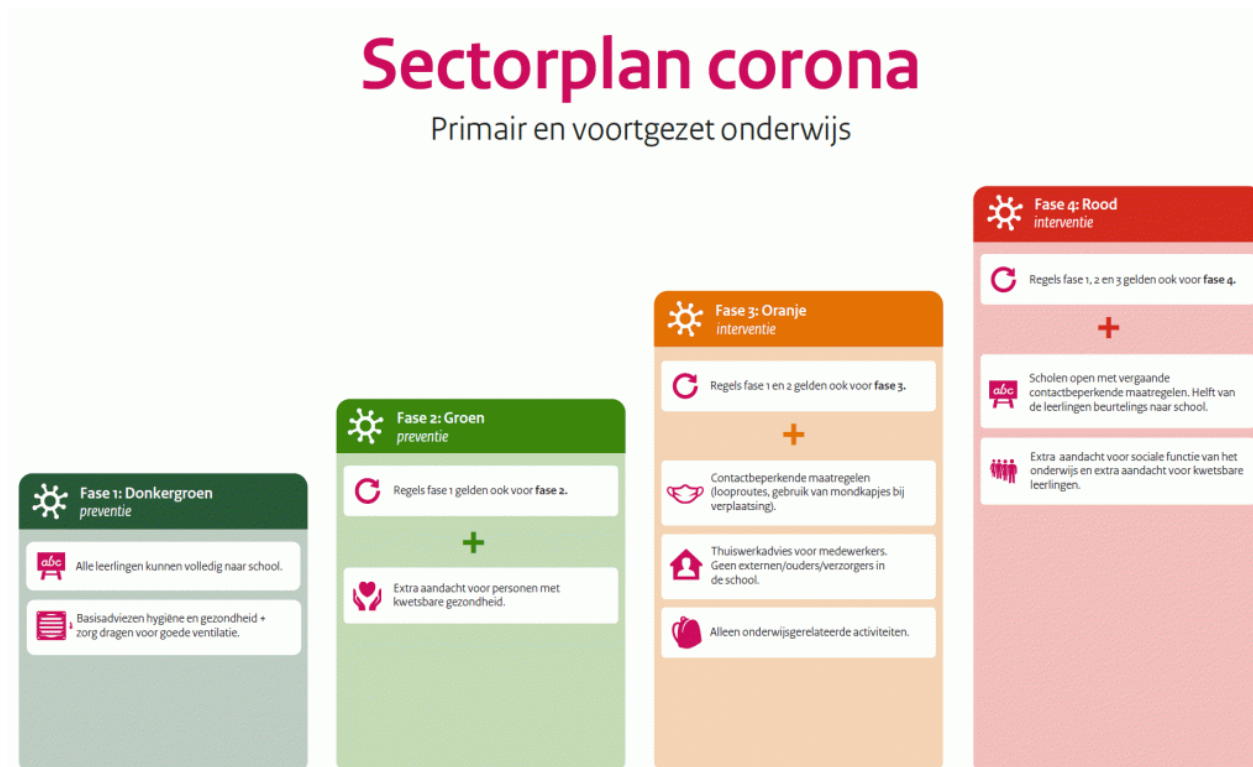 Sectorplan corona
Primair en voortgezet onderwijs
Fase 1: Donkergroen
preventie
abc
Alle leerlingen kunnen volledig naar school.
Basisadviezen hygiëne en gezondheid +
zorg dragen voor goede ventilatie.
Fase 2: Groen
preventie
Regels fase 1 gelden ook voor fase 2.
+
Extra aandacht voor personen met
kwetsbare gezondheid.
Fase 3: Oranje
interventie
Regels fase 1 en 2 gelden ook voor fase 3.
+
Contactbeperkende maatregelen
(looproutes, gebruik van mondkapjes bij
verplaatsing).
Thuiswerkadvies voor medewerkers.
Geen externen/ouders/verzorgers in
de school.
Alleen onderwijsgerelateerde activiteiten.
Fase 4: Rood
interventie
Regels fase 1, 2 en 3 gelden ook voor fase 4.
+
abc
Scholen open met vergaande
contactbeperkende maatregelen. Helft van
de leerlingen beurtelings naar school.
Extra aandacht voor sociale functie van het
onderwijs en extra aandacht voor kwetsbare
leerlingen.